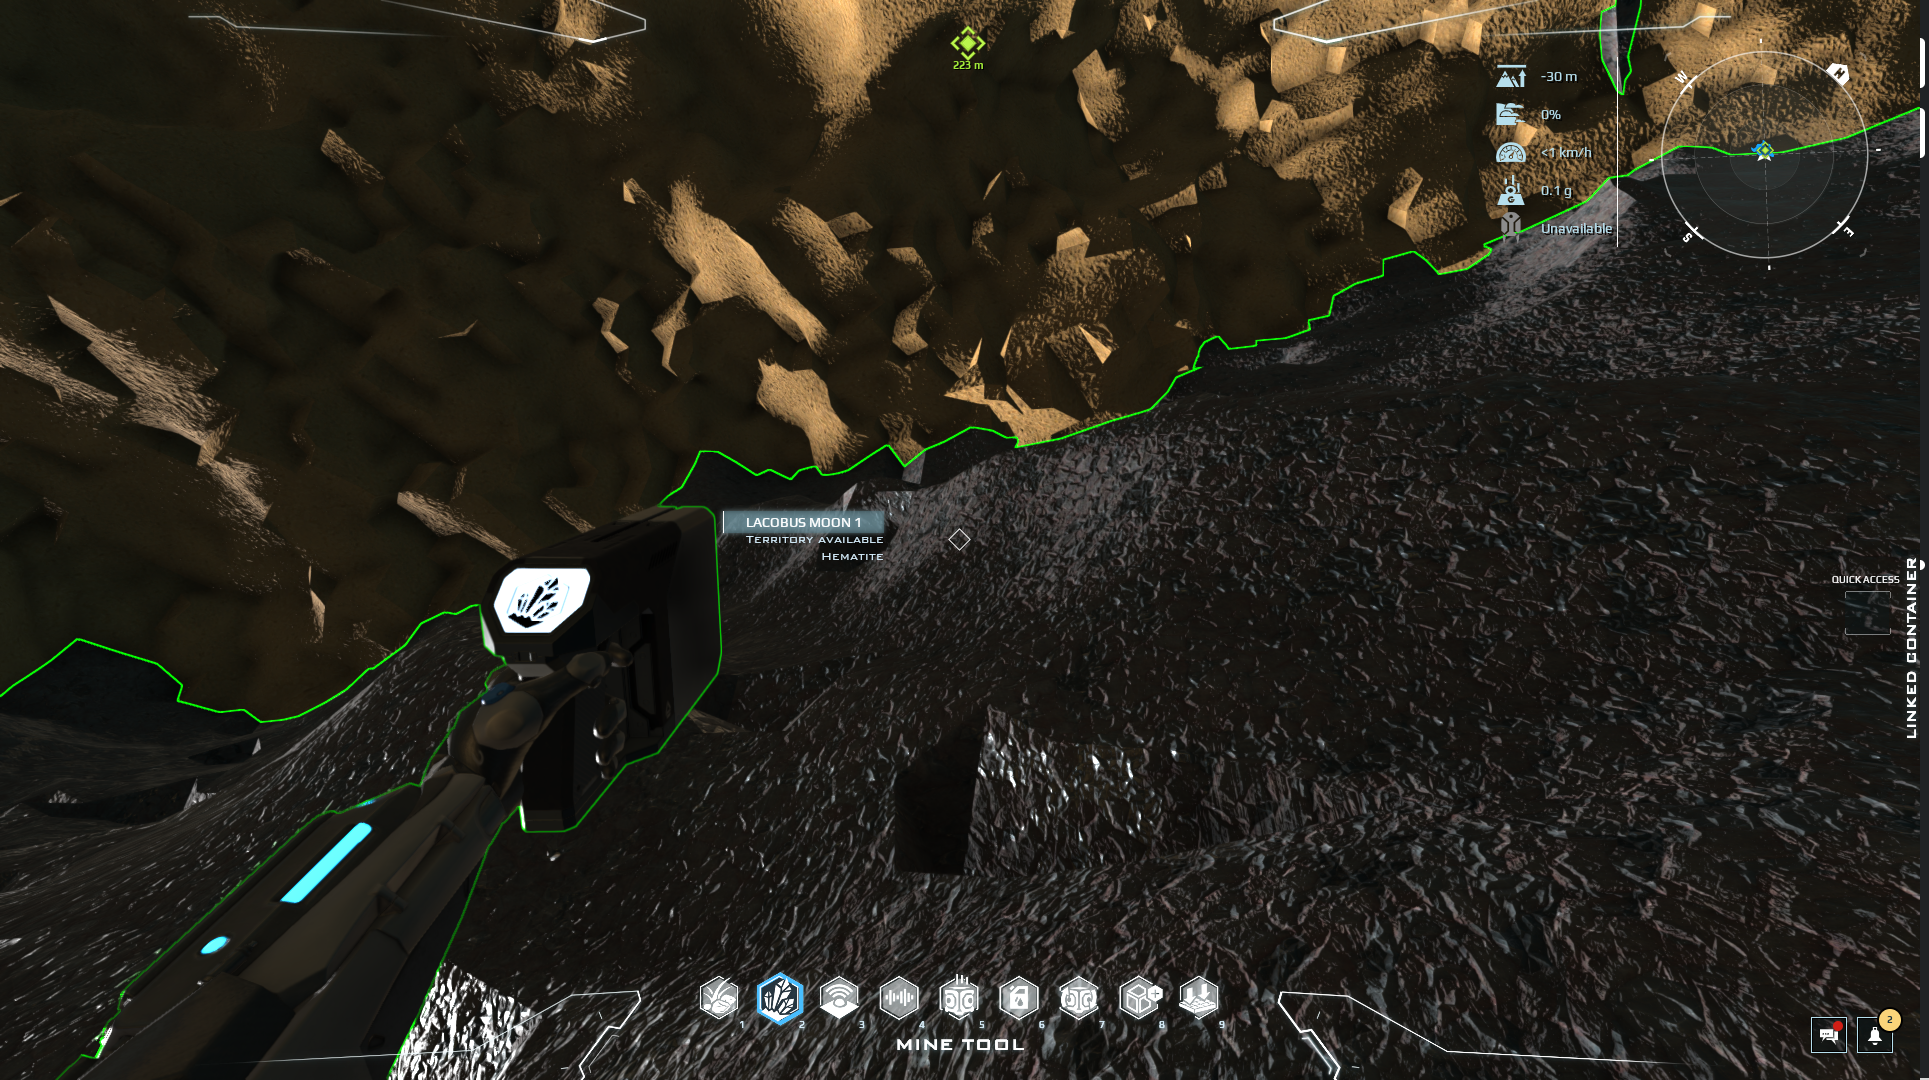 223 m
-30 m
0%
<1 km/h
0.1 g
Unavailable
W
H
S
E
LACOBUS MOON 1
TERRITORY AVAILABLE
HEMATITE
QUICK ACCESS
LINKED CONTAINER
1 2 3 4 5 6 7 8 9
MINE TOOL
2